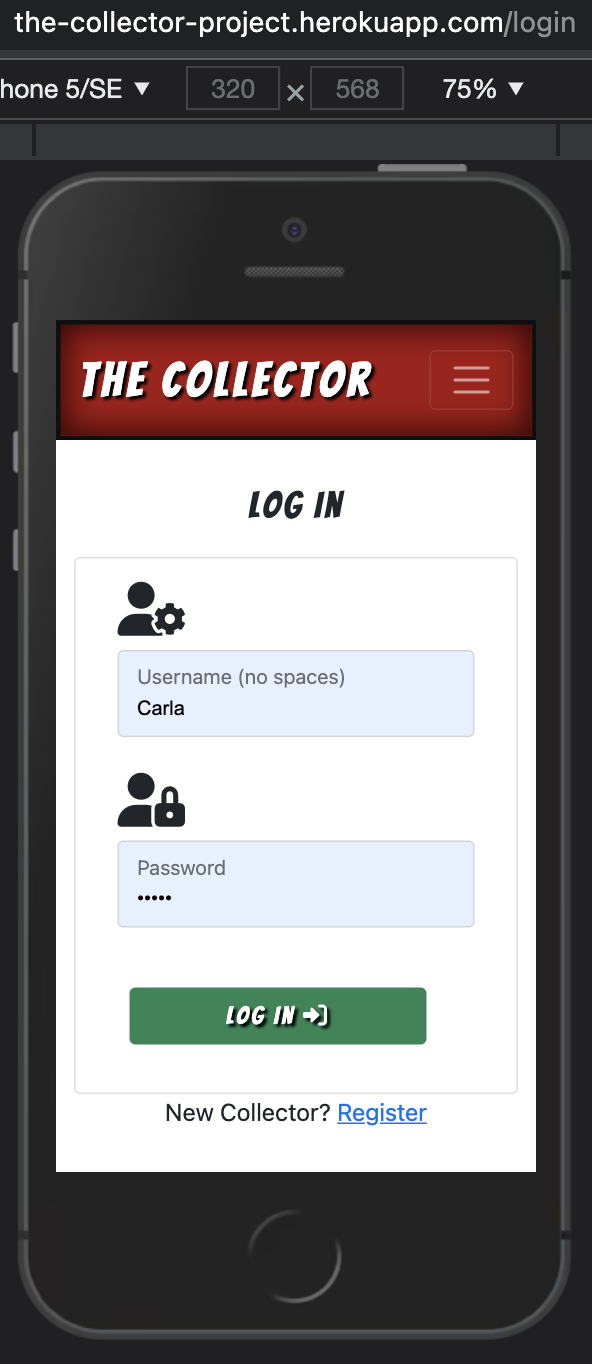 the-collector-project.herokuapp.com/login
hone 5/SE ▼ 320 × 568 75% ▼
THE COLLECTOR
LOG IN
Username (no spaces)
Carla
Password
•••••
LOG IN
New Collector? Register